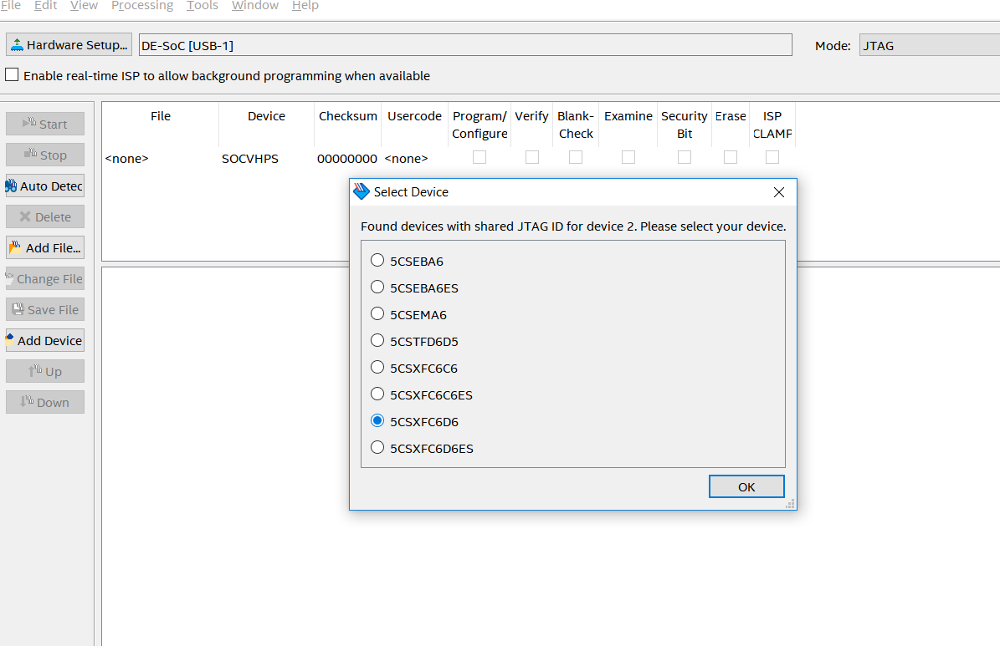 File Edit View Processing Tools Window Help
Hardware Setup... DE-SoC [USB-1] Mode: JTAG
Enable real-time ISP to allow background programming when available
File Device Checksum Usercode Program/ Verify Blank- Examine Security Erase ISP
Configure Check Bit CLAMP
<none> SOCVHPS 00000000 <none>
Start
Stop
Auto Detec
Delete
Add File...
Change File
Save File
Add Device
Up
Down
Select Device
Found devices with shared JTAG ID for device 2. Please select your device.
5CSEBA6
5CSEBA6ES
5CSEMA6
5CSTFD6D5
5CSXFC6C6
5CSXFC6C6ES
5CSXFC6D6
5CSXFC6D6ES
OK